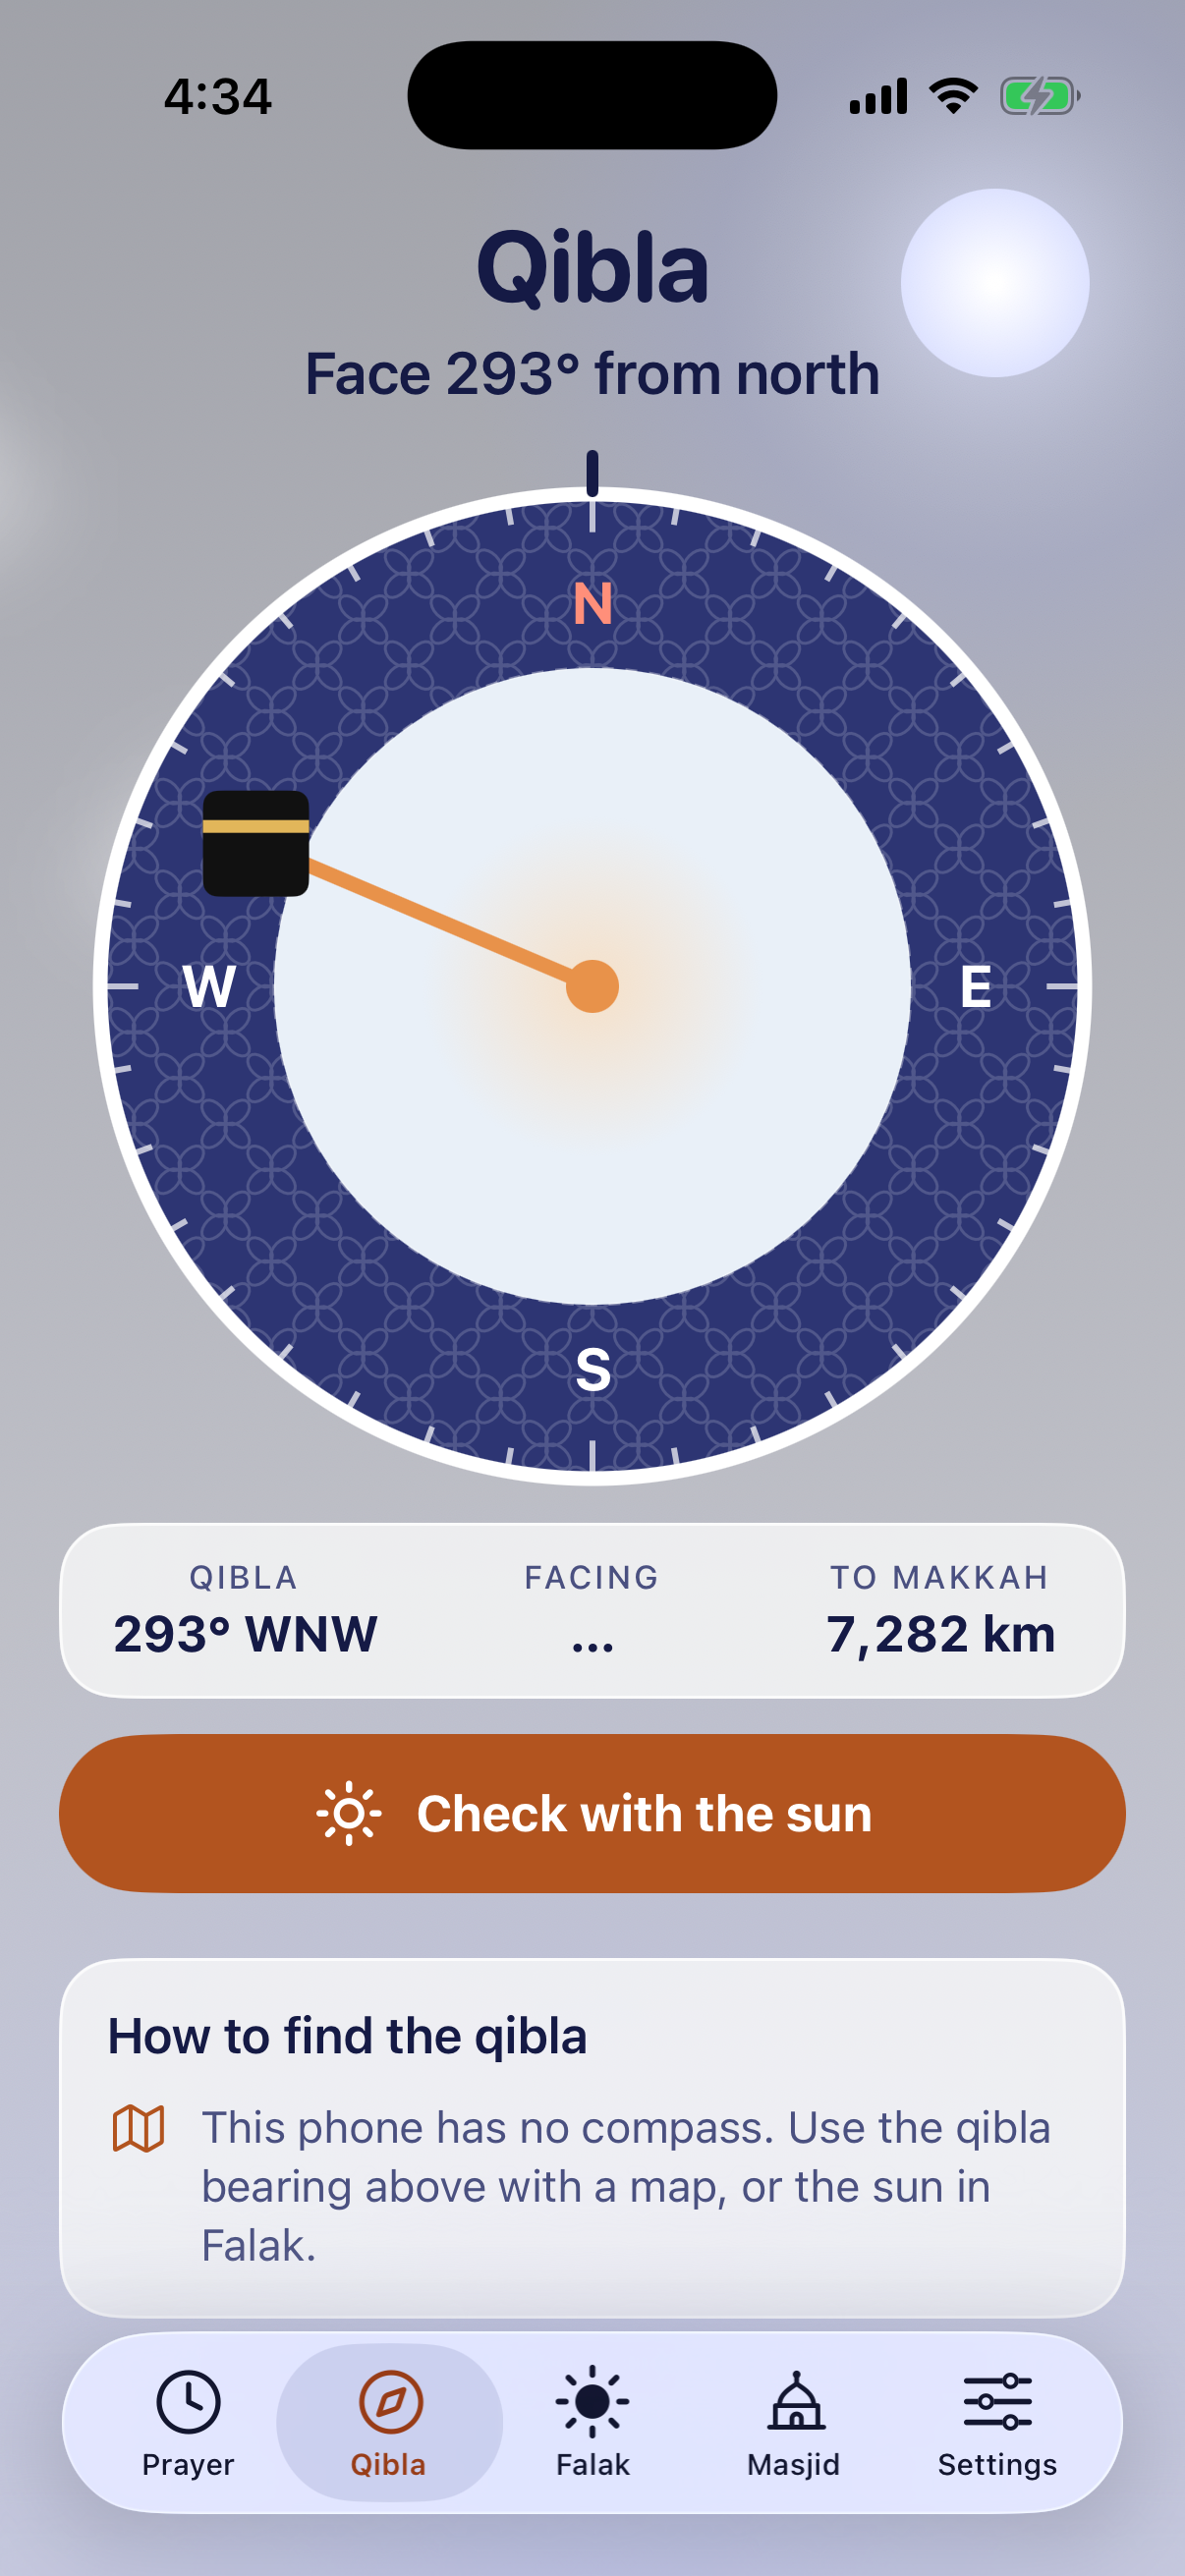 4:34
Qibla
Face 293° from north
N
W
E
S
QIBLA FACING TO MAKKAH
293° WNW ... 7,282 km
Check with the sun
How to find the qibla
This phone has no compass. Use the qibla
bearing above with a map, or the sun in
Falak.
Prayer Qibla Falak Masjid Settings